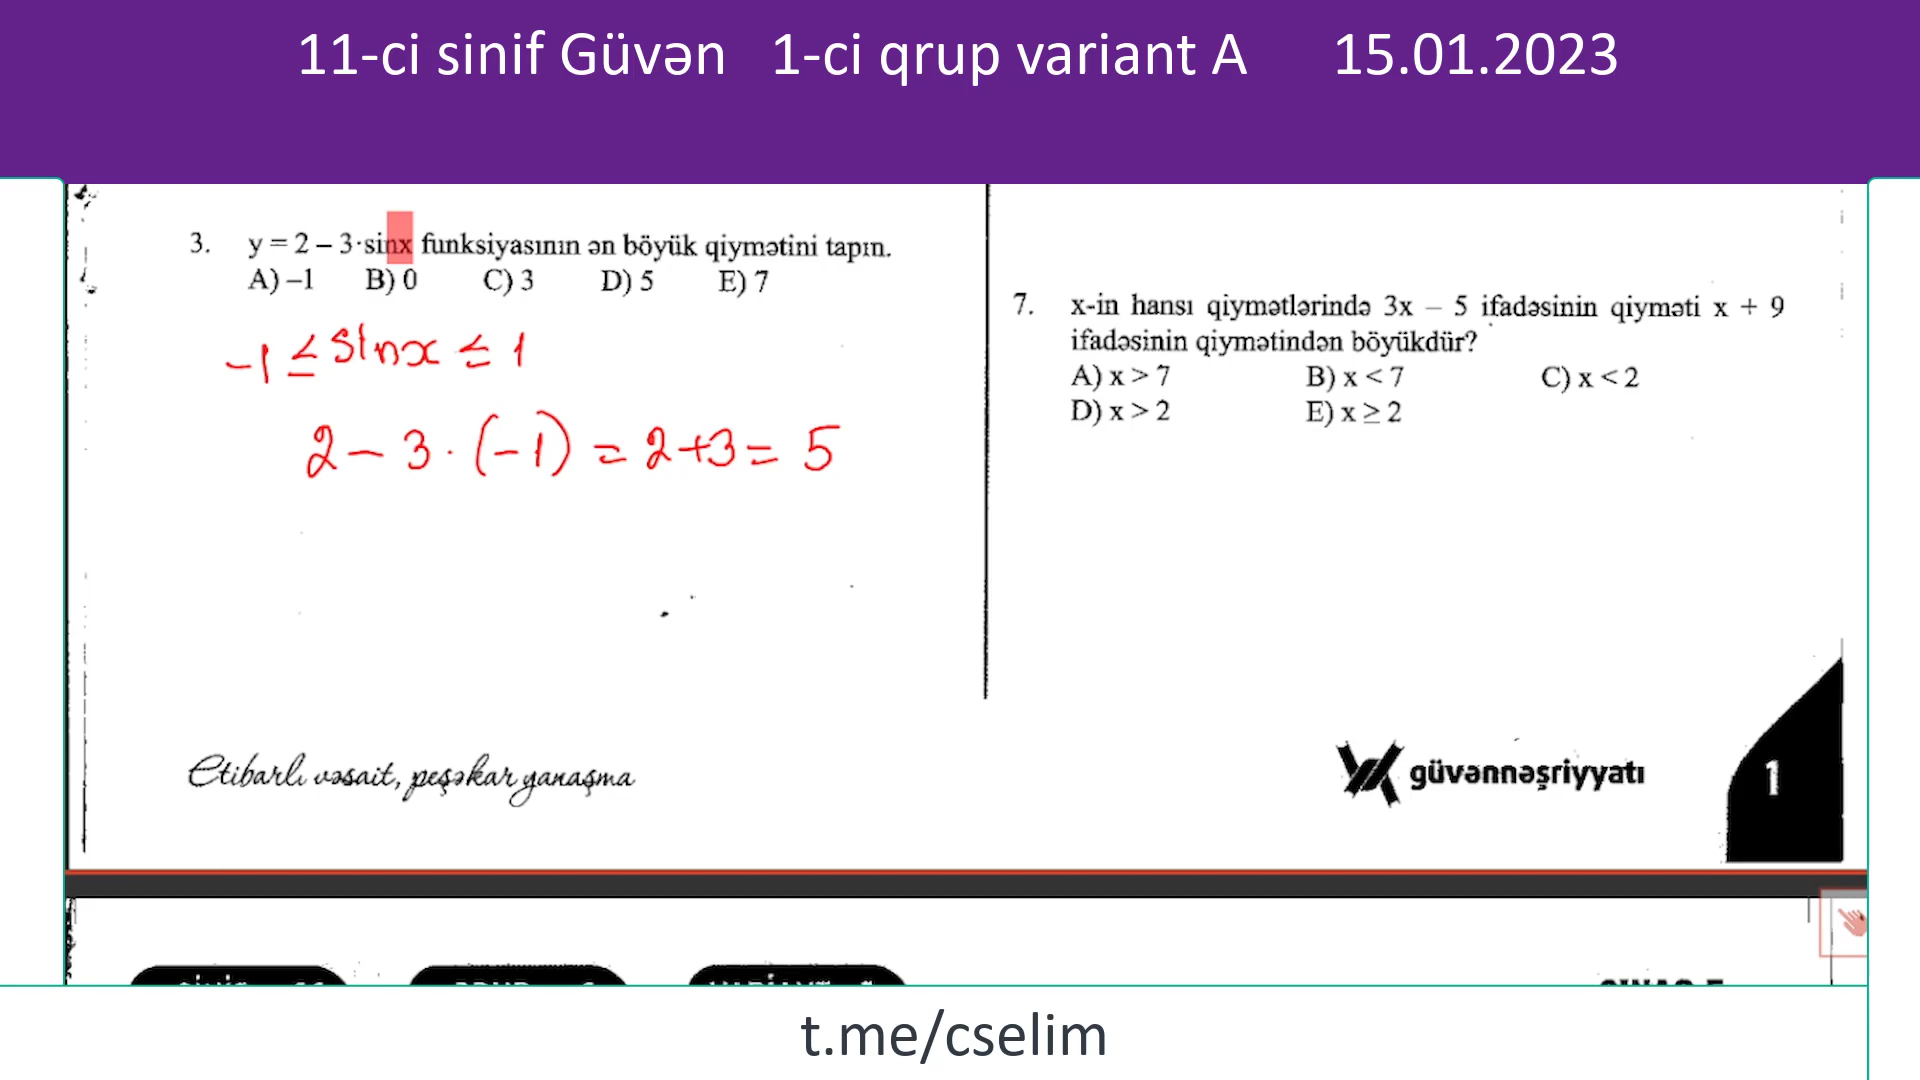 11-ci sinif Güvən 1-ci qrup variant A 15.01.2023
3. y = 2 – 3·sinx funksiyasının ən böyük qiymətini tapın.
A) –1 B) 0 C) 3 D) 5 E) 7
-1 ≤ sinx ≤ 1
2 – 3 · (–1) = 2+3 = 5
7. x-in hansı qiymətlərində 3x – 5 ifadəsinin qiyməti x + 9
ifadəsinin qiymətindən böyükdür?
A) x > 7 B) x < 7 C) x < 2
D) x > 2 E) x ≥ 2
Etibarlı vəsait, peşəkar yanaşma
güvənnəşriyyatı
1
t.me/cselim